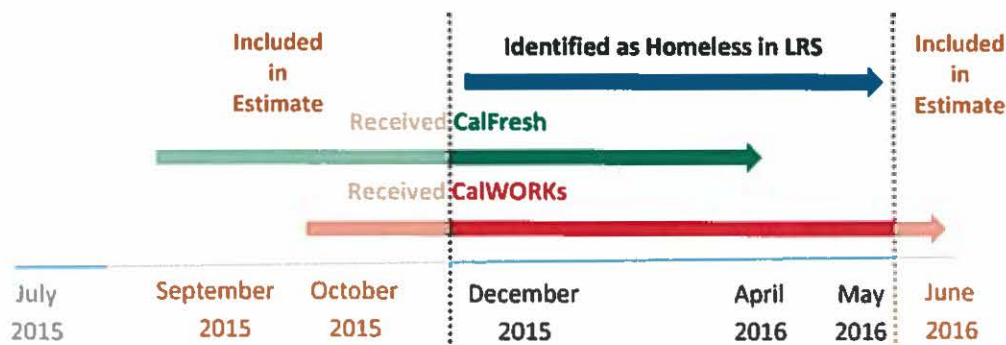 Included
in
Estimate
Identified as Homeless in LRS
Included
in
Estimate
Received CalFresh
Received CalWORKs
July
2015
September
2015
October
2015
December
2015
April
2016
May
2016
June
2016